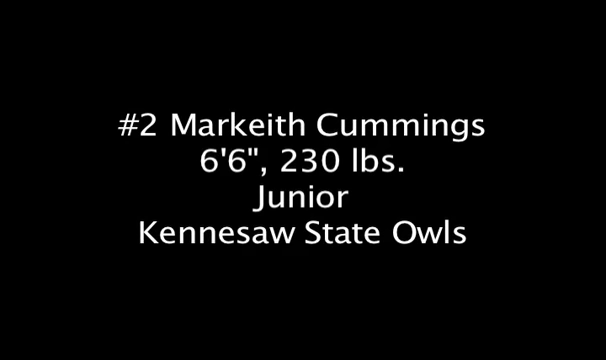 #2 Markeith Cummings
6'6", 230 lbs.
Junior
Kennesaw State Owls